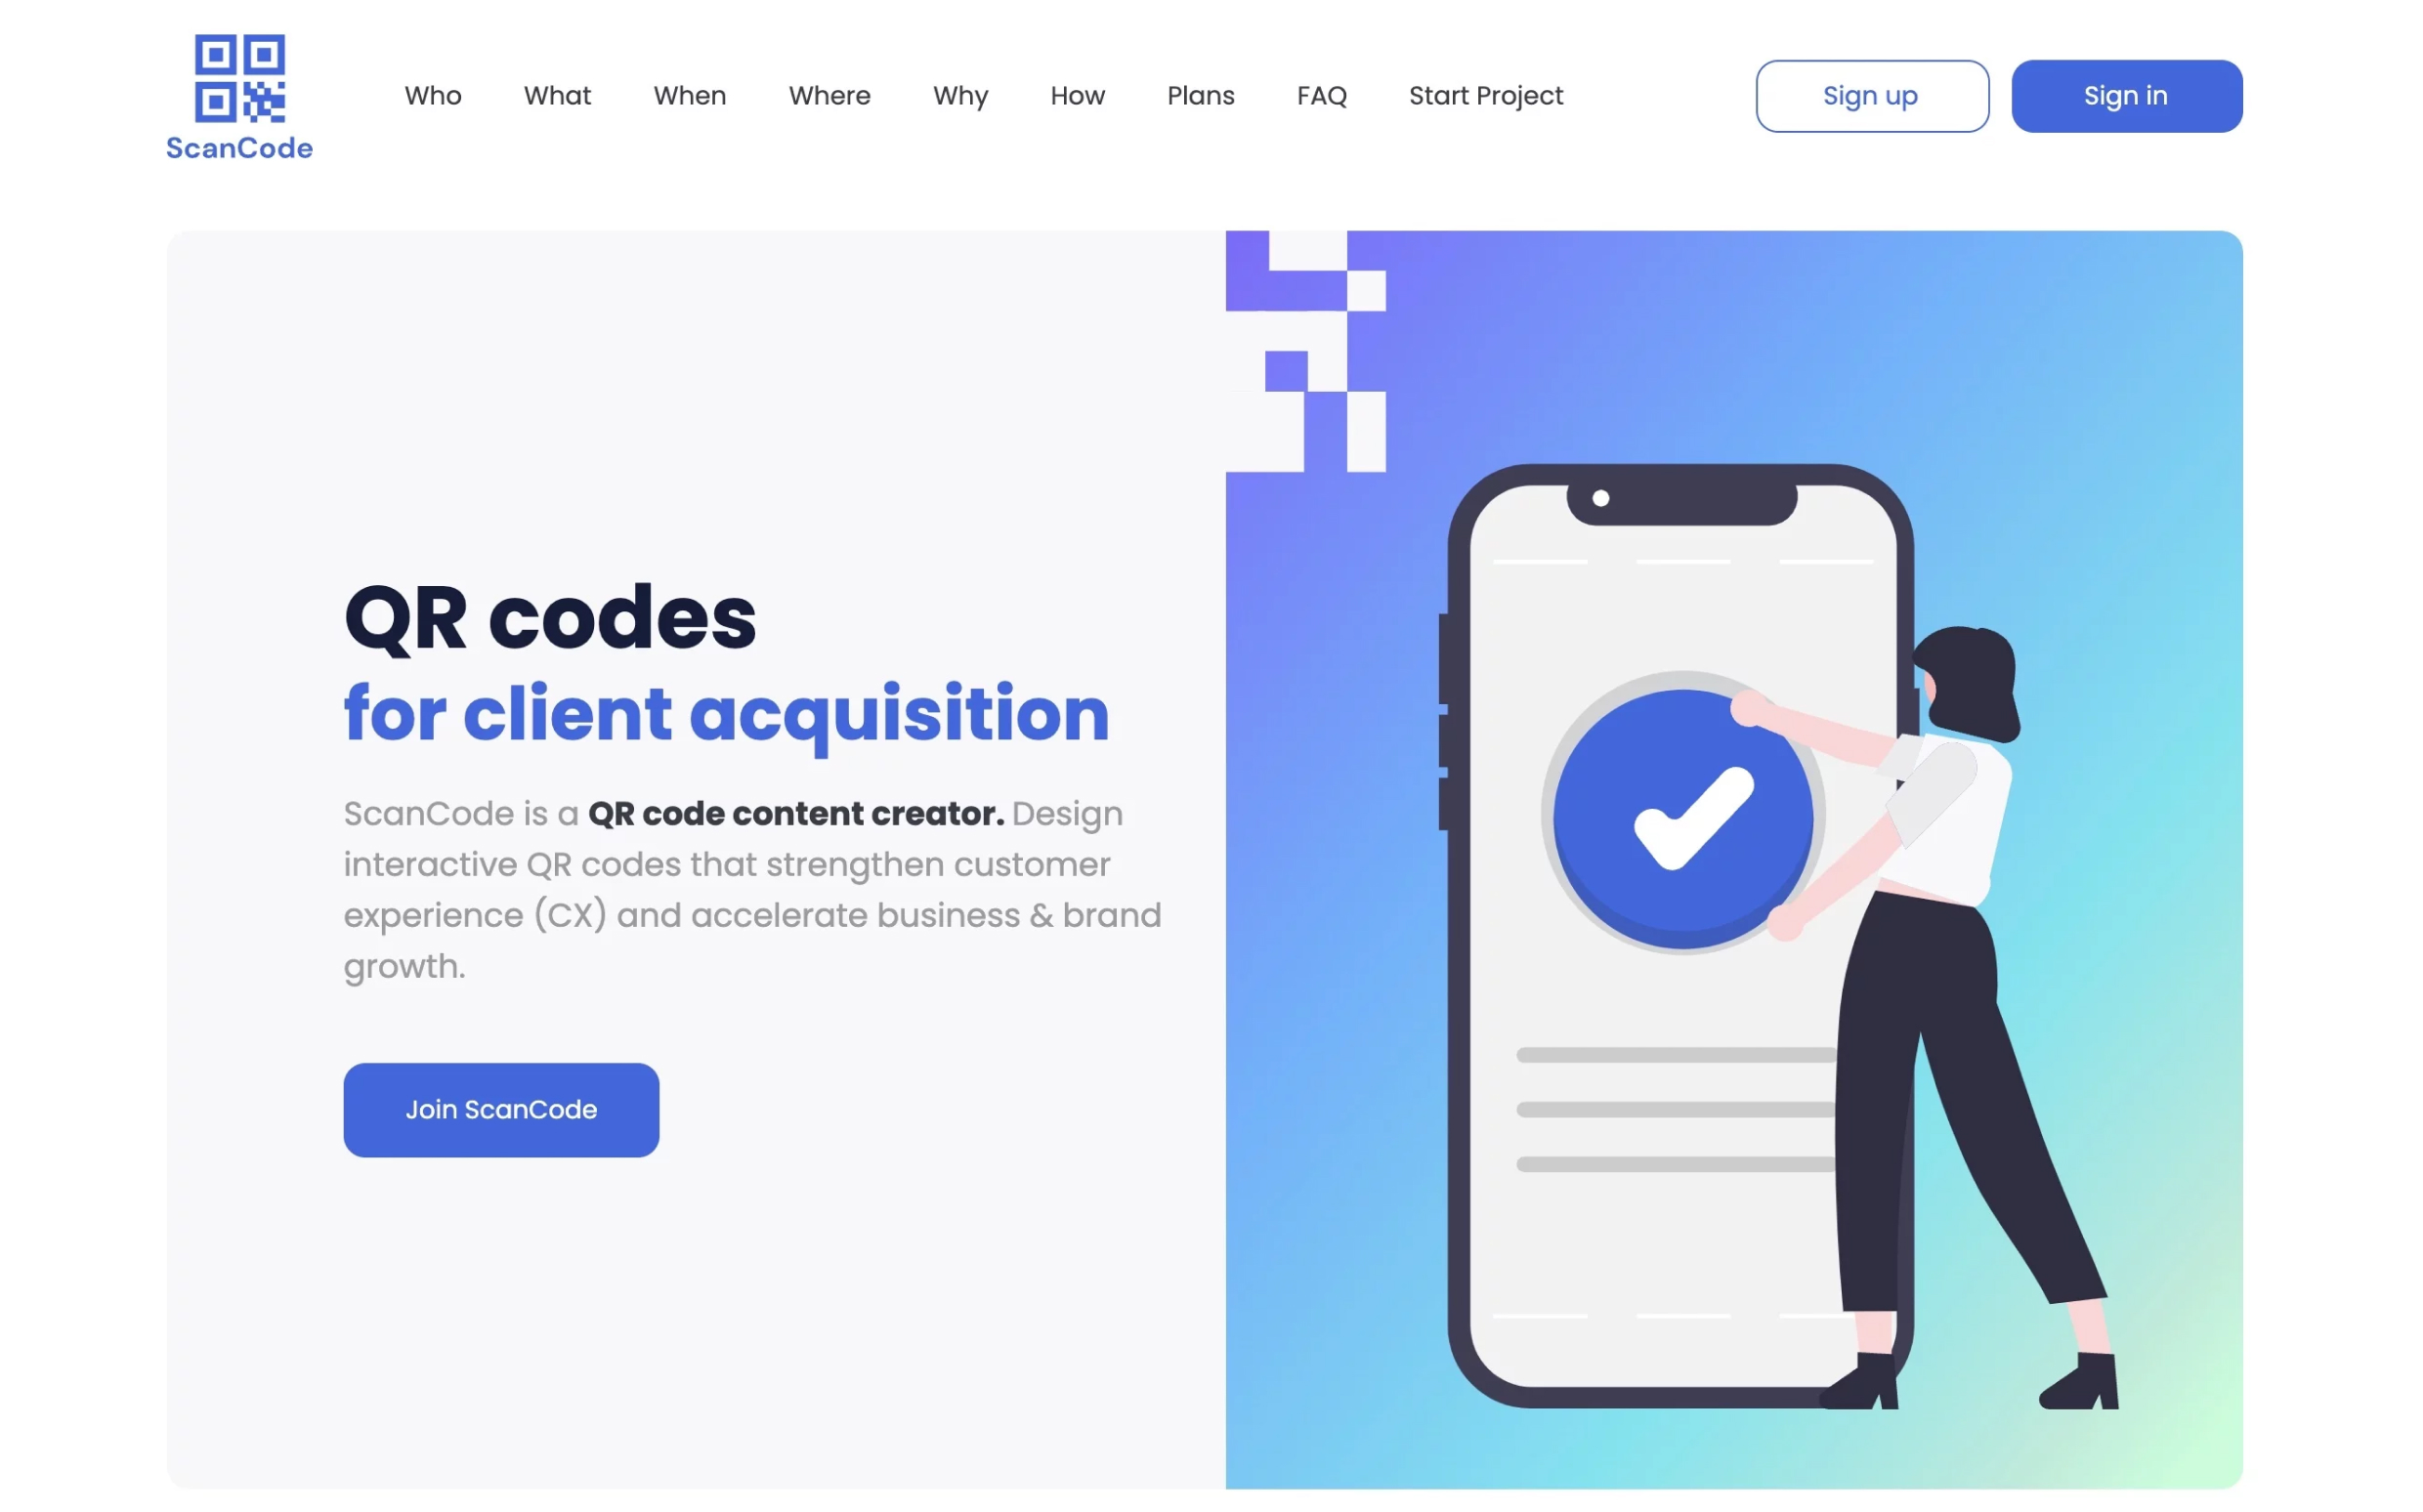 ScanCode
Who What When Where Why How Plans FAQ Start Project Sign up Sign in
QR codes
for client acquisition
ScanCode is a QR code content creator. Design
interactive QR codes that strengthen customer
experience (CX) and accelerate business & brand
growth.
Join ScanCode